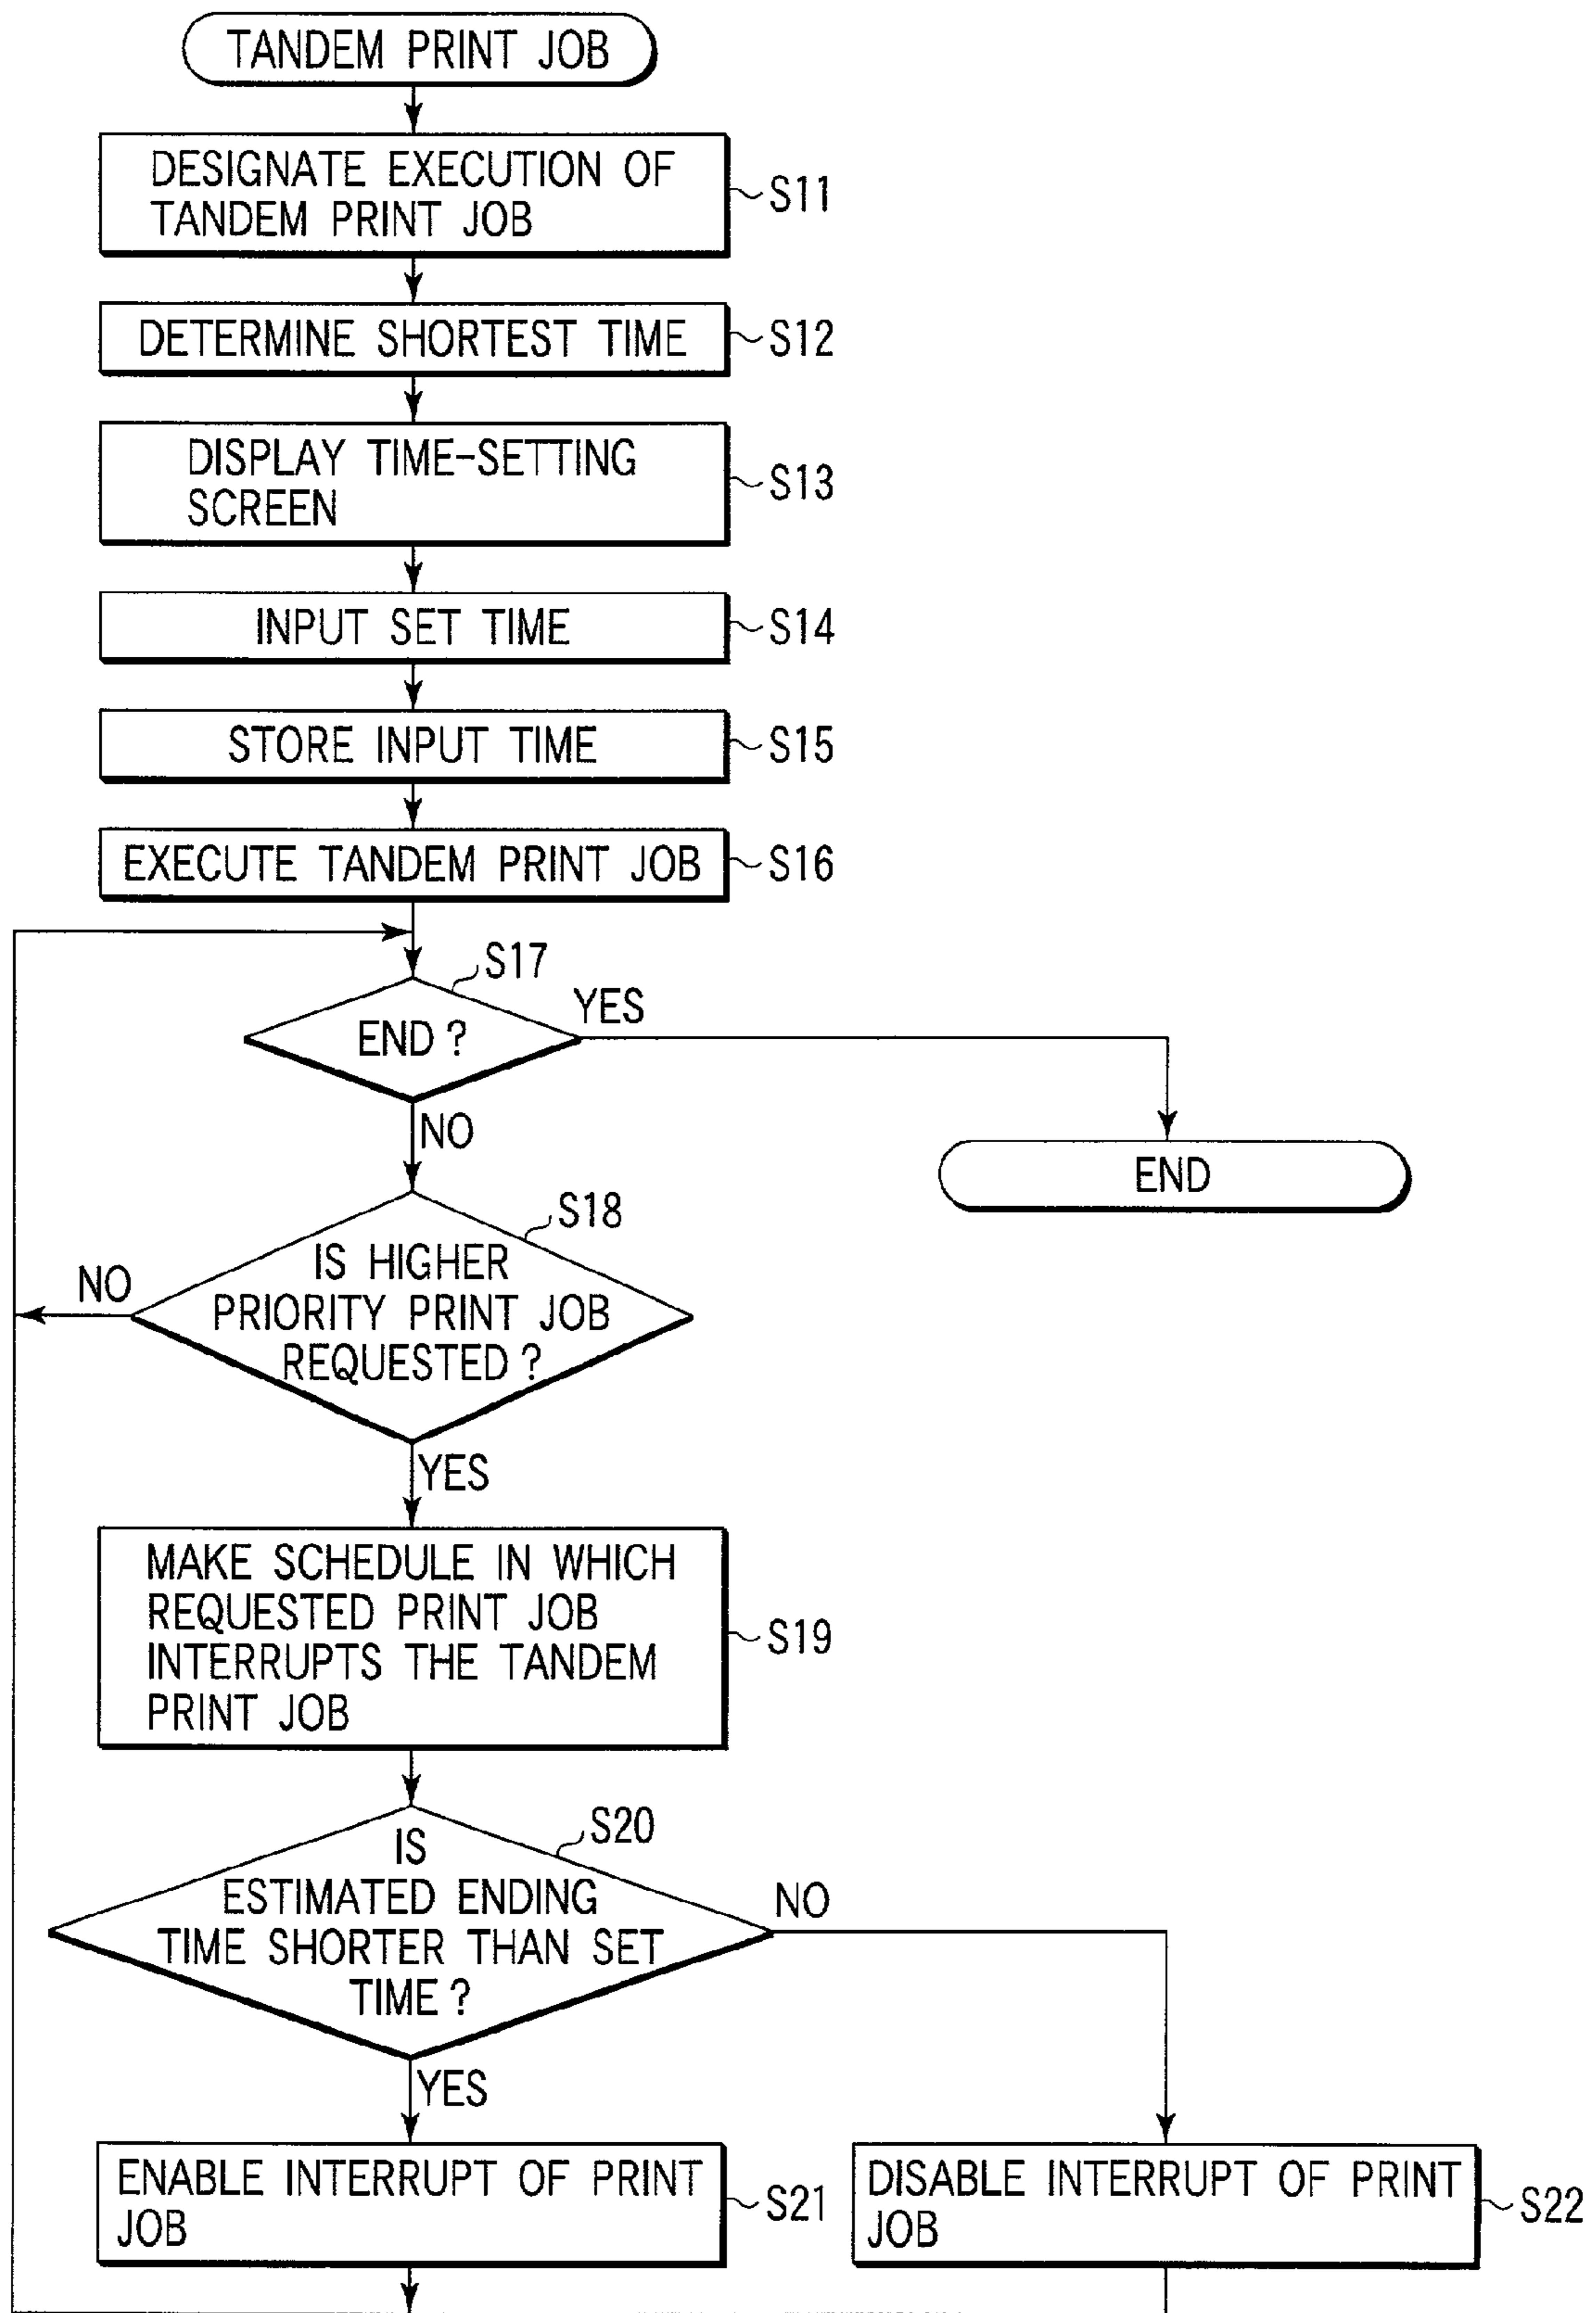 TANDEM PRINT JOB
DESIGNATE EXECUTION OF
TANDEM PRINT JOB
S11
DETERMINE SHORTEST TIME
S12
DISPLAY TIME-SETTING
SCREEN
S13
INPUT SET TIME
S14
STORE INPUT TIME
S15
EXECUTE TANDEM PRINT JOB
S16
S17
END?
YES
NO
END
S18
IS HIGHER
PRIORITY PRINT JOB
REQUESTED?
NO
YES
MAKE SCHEDULE IN WHICH
REQUESTED PRINT JOB
INTERRUPTS THE TANDEM
PRINT JOB
S19
S20
IS
ESTIMATED ENDING
TIME SHORTER THAN SET
TIME?
NO
YES
ENABLE INTERRUPT OF PRINT
JOB
S21
DISABLE INTERRUPT OF PRINT
JOB
S22